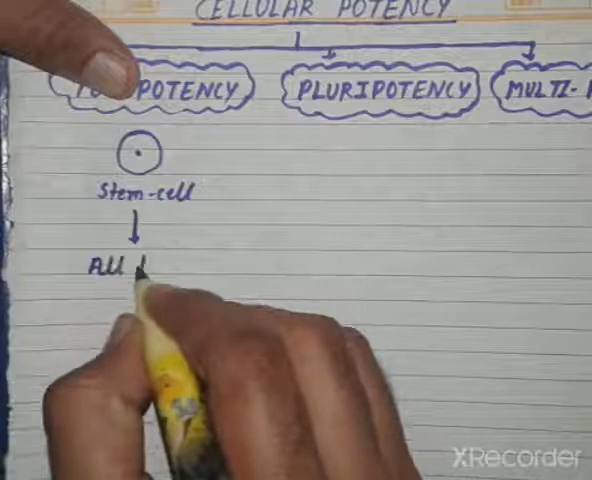 CELLULAR POTENCY
POTENCY PLURIPOTENCY MULTI-
Stem-cell
All
XRecorder